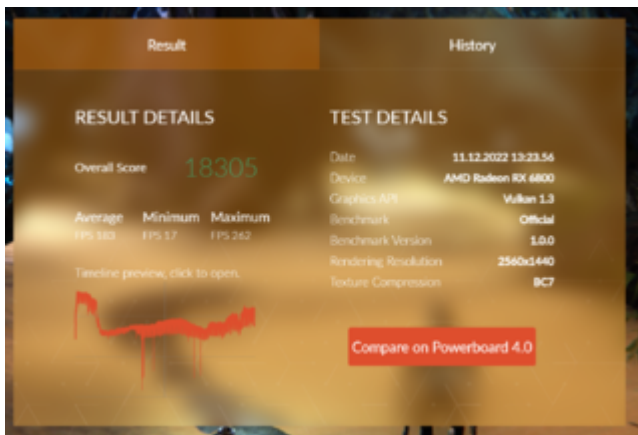 Result
History
RESULT DETAILS
Overall Score 18305
Average Minimum Maximum
FPS 183 FPS 17 FPS 262
Timeline preview, click to open.
TEST DETAILS
Date 11.12.2022 13:23.56
Device AMD Radeon RX 6800
Graphics API Vulkan 1.3
Benchmark Official
Benchmark Version 1.0.0
Rendering Resolution 2560x1440
Texture Compression BC7
Compare on Powerboard 4.0